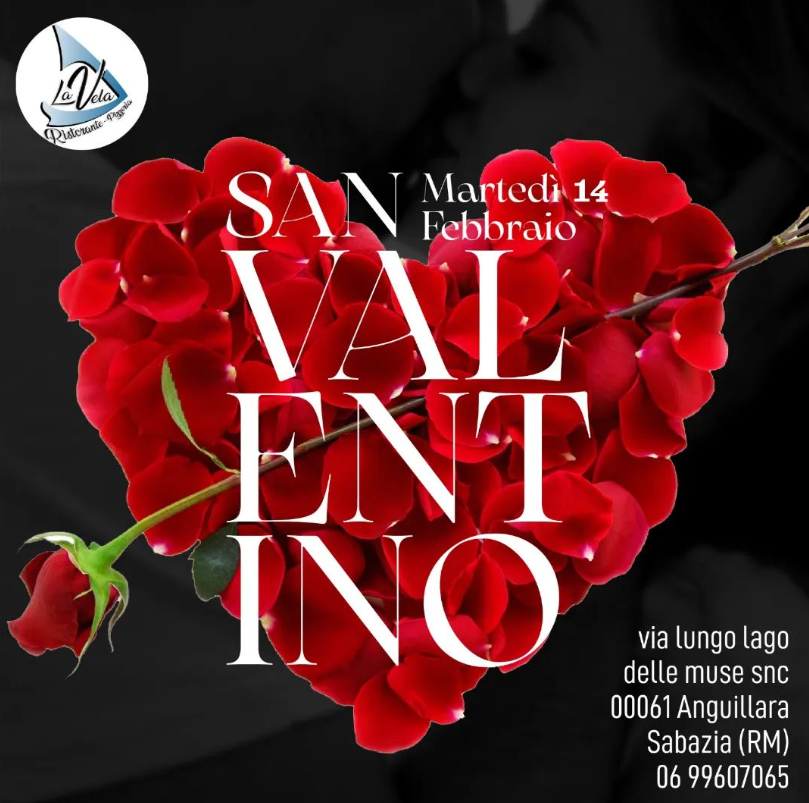 La Vela
Ristorante - Pizzeria
SAN
Martedì 14
Febbraio
VAL
ENT
INO
via lungo lago
delle muse snc
00061 Anguillara
Sabazia (RM)
06 99607065